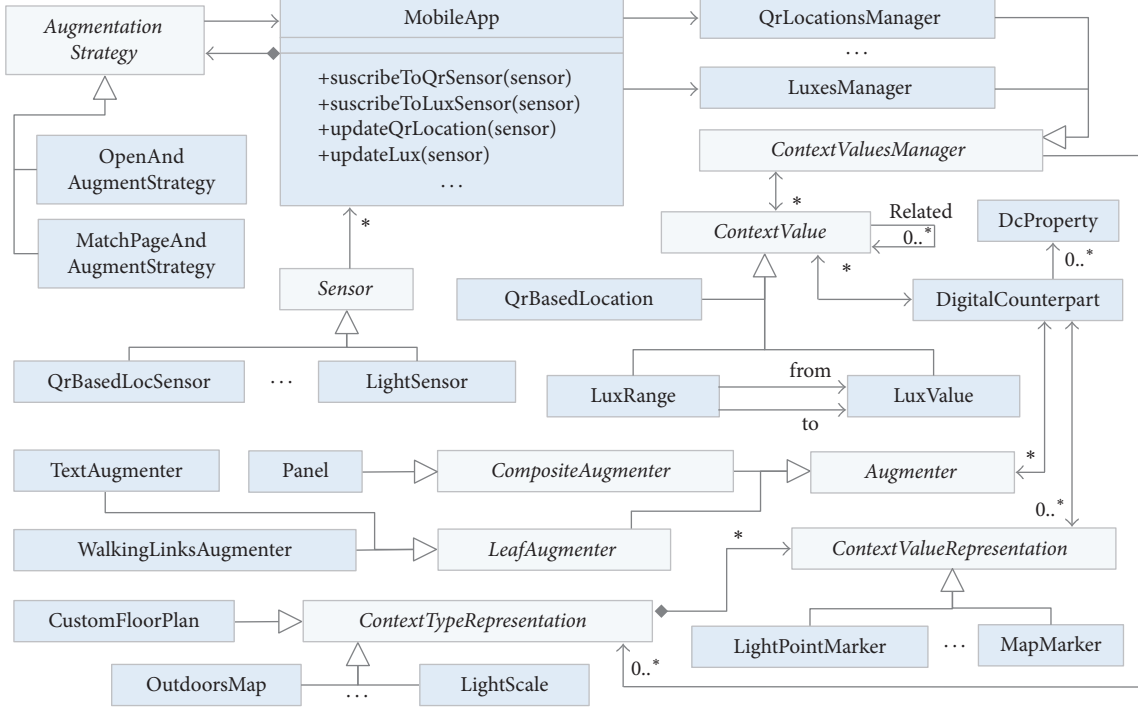 Augmentation
Strategy
MobileApp
QrLocationsManager
...
+suscribeToQrSensor(sensor)
+suscribeToLuxSensor(sensor)
+updateQrLocation(sensor)
+updateLux(sensor)
...
LuxesManager
OpenAnd
AugmentStrategy
ContextValuesManager
*
*
MatchPageAnd
AugmentStrategy
ContextValue
Related
0..*
DcProperty
0..*
Sensor
*
QrBasedLocation
DigitalCounterpart
QrBasedLocSensor
...
LightSensor
LuxRange
from
to
LuxValue
TextAugmenter
Panel
CompositeAugmenter
Augmenter
*
0..*
WalkingLinksAugmenter
LeafAugmenter
*
ContextValueRepresentation
CustomFloorPlan
ContextTypeRepresentation
LightPointMarker
...
MapMarker
0..*
OutdoorsMap
...
LightScale